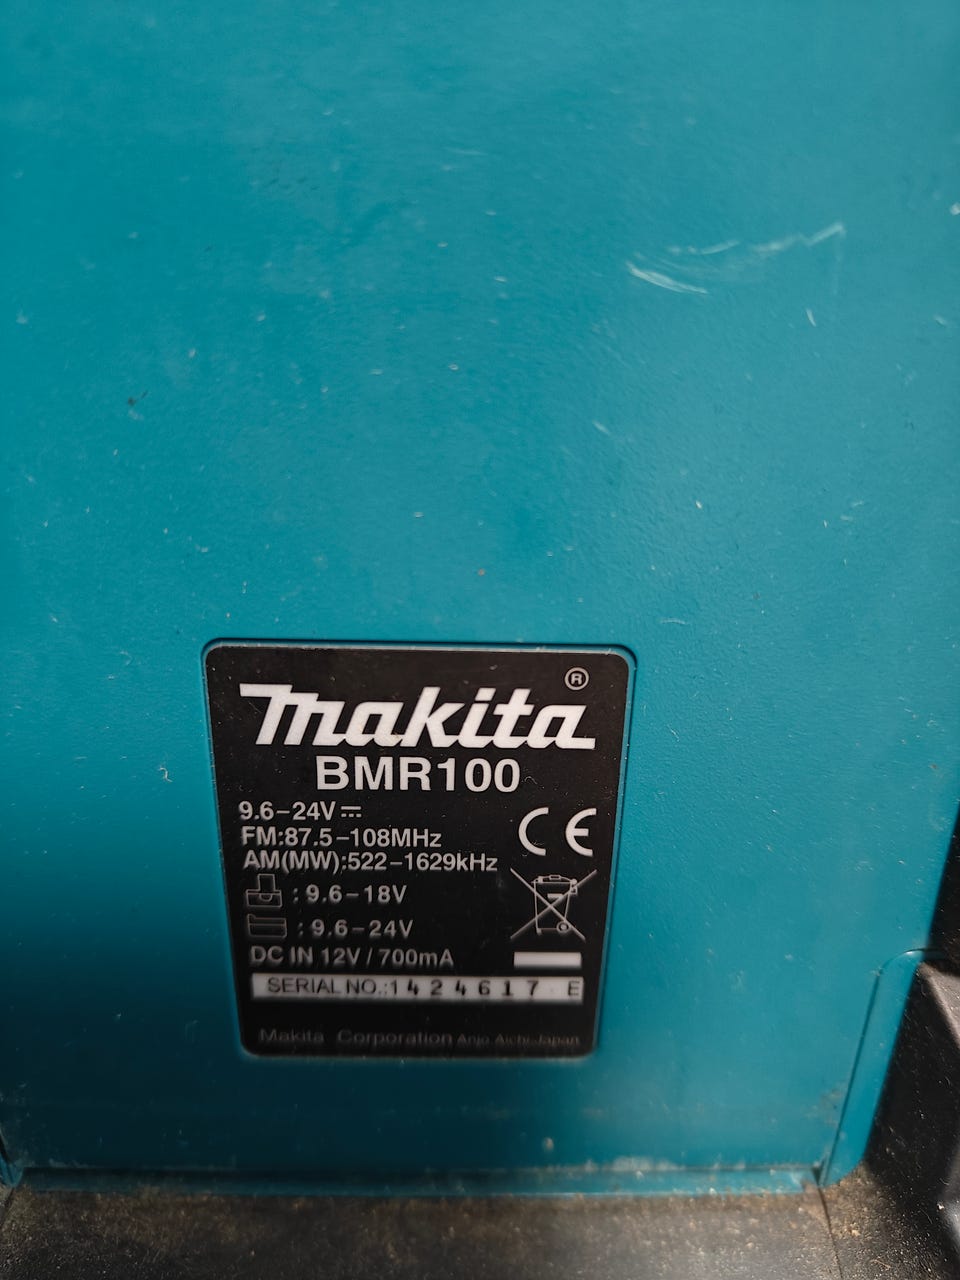 makita®
BMR100
9.6–24V⎓
FM:87.5–108MHz
AM(MW):522–1629kHz
CE
: 9.6–18V
: 9.6–24V
DC IN 12V / 700mA
SERIAL NO.:1424617 E
Makita Corporation Anjo Aichi Japan